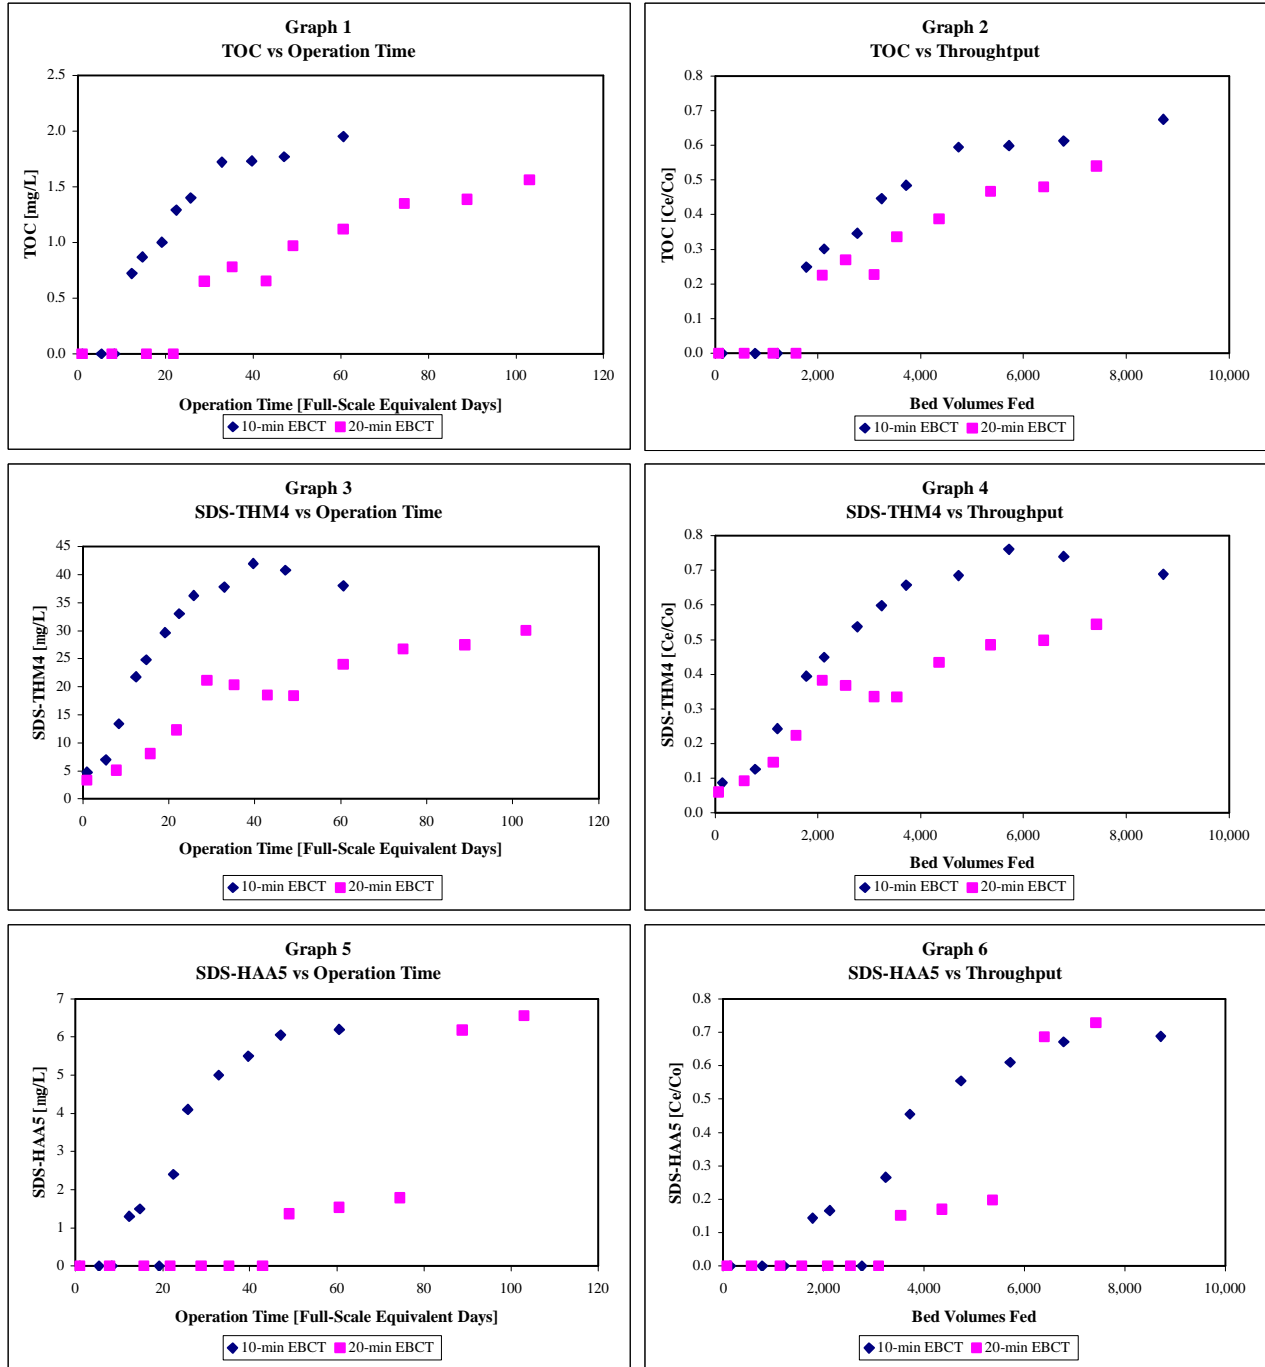 Graph 1
TOC vs Operation Time
2.5
2.0
1.5
1.0
0.5
0.0
TOC [mg/L]
0 20 40 60 80 100 120
Operation Time [Full-Scale Equivalent Days]
10-min EBCT 20-min EBCT
Graph 2
TOC vs Throughtput
0.8
0.7
0.6
0.5
0.4
0.3
0.2
0.1
0.0
TOC [Ce/Co]
0 2,000 4,000 6,000 8,000 10,000
Bed Volumes Fed
10-min EBCT 20-min EBCT
Graph 3
SDS-THM4 vs Operation Time
45
40
35
30
25
20
15
10
5
0
SDS-THM4 [mg/L]
0 20 40 60 80 100 120
Operation Time [Full-Scale Equivalent Days]
10-min EBCT 20-min EBCT
Graph 4
SDS-THM4 vs Throughput
0.8
0.7
0.6
0.5
0.4
0.3
0.2
0.1
0.0
SDS-THM4 [Ce/Co]
0 2,000 4,000 6,000 8,000 10,000
Bed Volumes Fed
10-min EBCT 20-min EBCT
Graph 5
SDS-HAA5 vs Operation Time
7
6
5
4
3
2
1
0
SDS-HAA5 [mg/L]
0 20 40 60 80 100 120
Operation Time [Full-Scale Equivalent Days]
10-min EBCT 20-min EBCT
Graph 6
SDS-HAA5 vs Throughput
0.8
0.7
0.6
0.5
0.4
0.3
0.2
0.1
0.0
SDS-HAA5 [Ce/Co]
0 2,000 4,000 6,000 8,000 10,000
Bed Volumes Fed
10-min EBCT 20-min EBCT